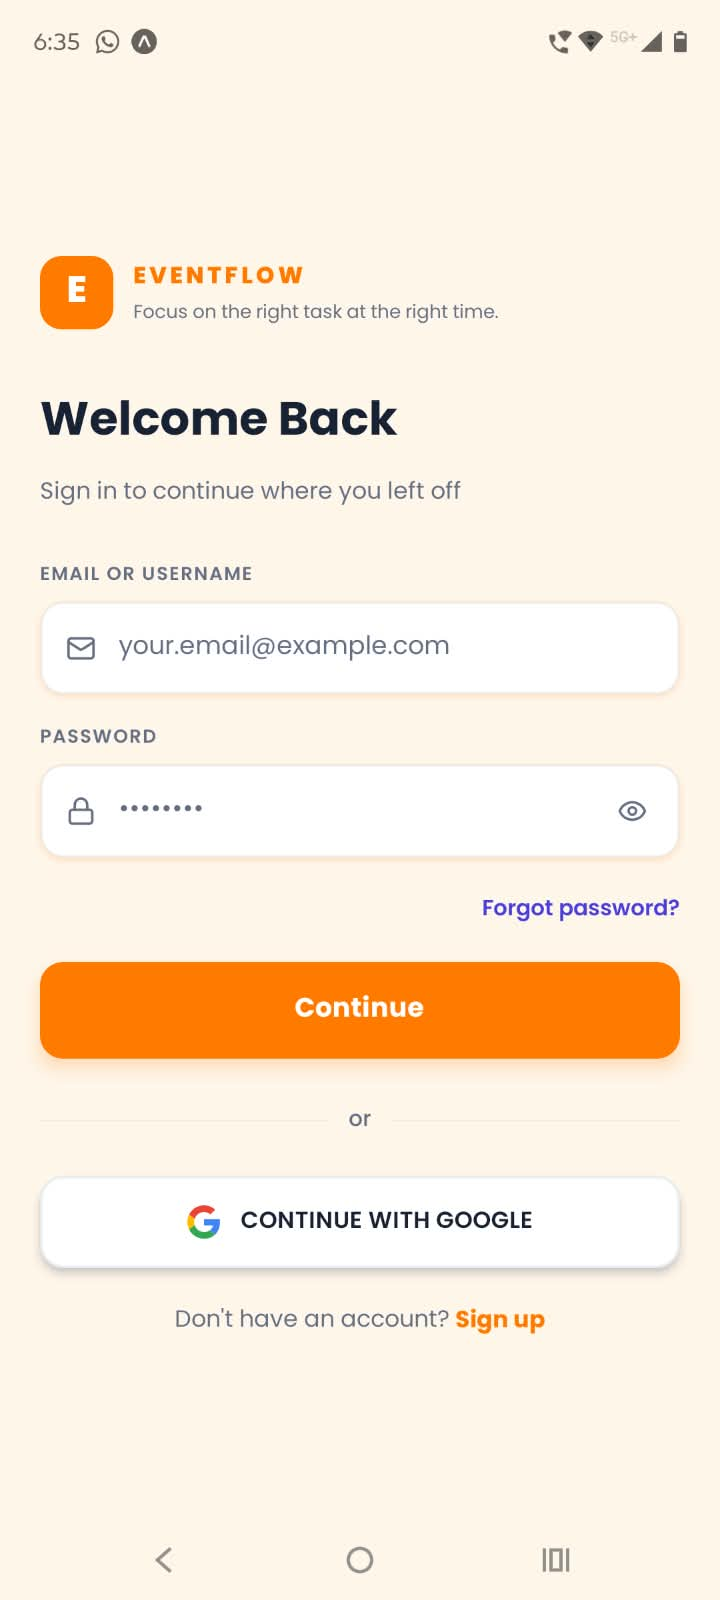 6:35
5G+
E
EVENTFLOW
Focus on the right task at the right time.
Welcome Back
Sign in to continue where you left off
EMAIL OR USERNAME
your.email@example.com
PASSWORD
••••••••
Forgot password?
Continue
or
CONTINUE WITH GOOGLE
Don't have an account? Sign up